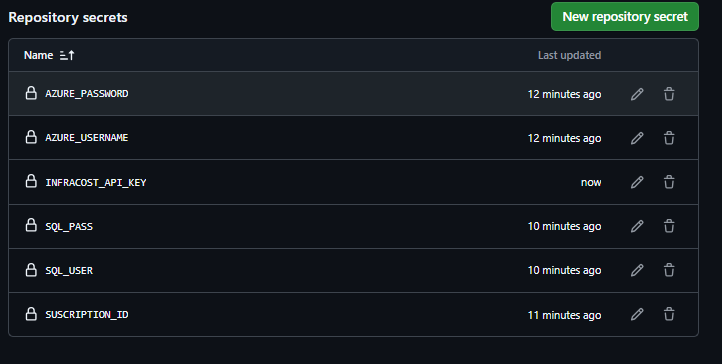 Repository secrets New repository secret
Name Last updated
AZURE_PASSWORD 12 minutes ago
AZURE_USERNAME 12 minutes ago
INFRACOST_API_KEY now
SQL_PASS 10 minutes ago
SQL_USER 10 minutes ago
SUSCRIPTION_ID 11 minutes ago